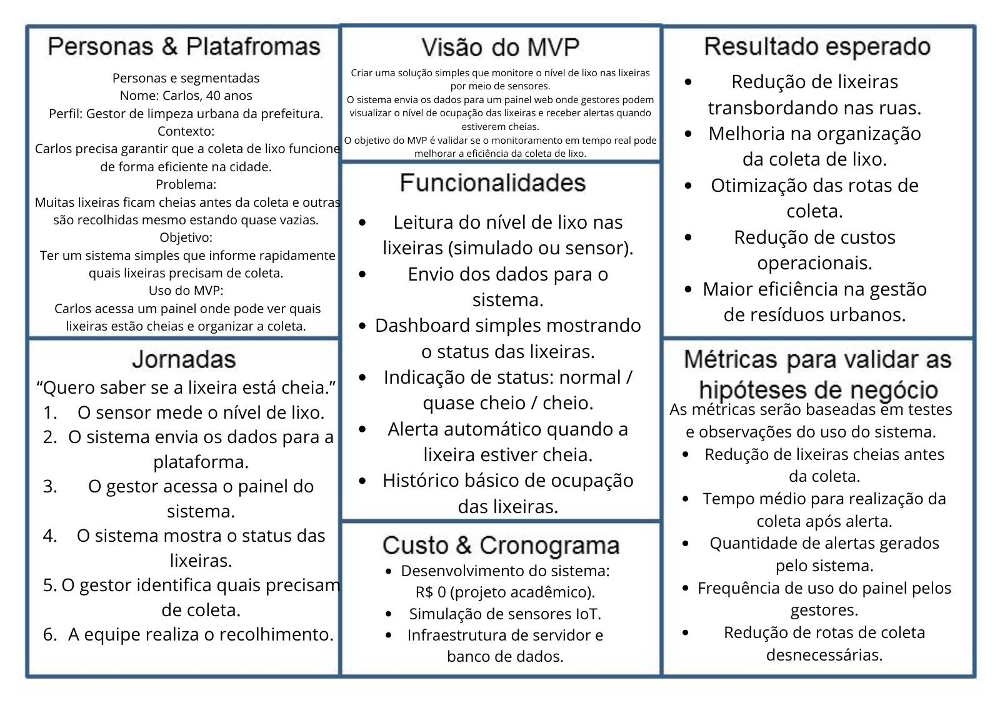 Personas & Platafromas
Personas e segmentadas
Nome: Carlos, 40 anos
Perfil: Gestor de limpeza urbana da prefeitura.
Contexto:
Carlos precisa garantir que a coleta de lixo funcione
de forma eficiente na cidade.
Problema:
Muitas lixeiras ficam cheias antes da coleta e outras
são recolhidas mesmo estando quase vazias.
Objetivo:
Ter um sistema simples que informe rapidamente
quais lixeiras precisam de coleta.
Uso do MVP:
Carlos acessa um painel onde pode ver quais
lixeiras estão cheias e organizar a coleta.
Jornadas
“Quero saber se a lixeira está cheia.”
1. O sensor mede o nível de lixo.
2. O sistema envia os dados para a
plataforma.
3. O gestor acessa o painel do
sistema.
4. O sistema mostra o status das
lixeiras.
5. O gestor identifica quais precisam
de coleta.
6. A equipe realiza o recolhimento.
Visão do MVP
Criar uma solução simples que monitore o nível de lixo nas lixeiras
por meio de sensores.
O sistema envia os dados para um painel web onde gestores podem
visualizar o nível de ocupação das lixeiras e receber alertas quando
estiverem cheias.
O objetivo do MVP é validar se o monitoramento em tempo real pode
melhorar a eficiência da coleta de lixo.
Funcionalidades
• Leitura do nível de lixo nas
lixeiras (simulado ou sensor).
• Envio dos dados para o
sistema.
• Dashboard simples mostrando
o status das lixeiras.
• Indicação de status: normal /
quase cheio / cheio.
• Alerta automático quando a
lixeira estiver cheia.
• Histórico básico de ocupação
das lixeiras.
Custo & Cronograma
• Desenvolvimento do sistema:
R$ 0 (projeto acadêmico).
• Simulação de sensores IoT.
• Infraestrutura de servidor e
banco de dados.
Resultado esperado
• Redução de lixeiras
transbordando nas ruas.
• Melhoria na organização
da coleta de lixo.
• Otimização das rotas de
coleta.
• Redução de custos
operacionais.
• Maior eficiência na gestão
de resíduos urbanos.
Métricas para validar as
hipóteses de negócio
As métricas serão baseadas em testes
e observações do uso do sistema.
• Redução de lixeiras cheias antes
da coleta.
• Tempo médio para realização da
coleta após alerta.
• Quantidade de alertas gerados
pelo sistema.
• Frequência de uso do painel pelos
gestores.
• Redução de rotas de coleta
desnecessárias.